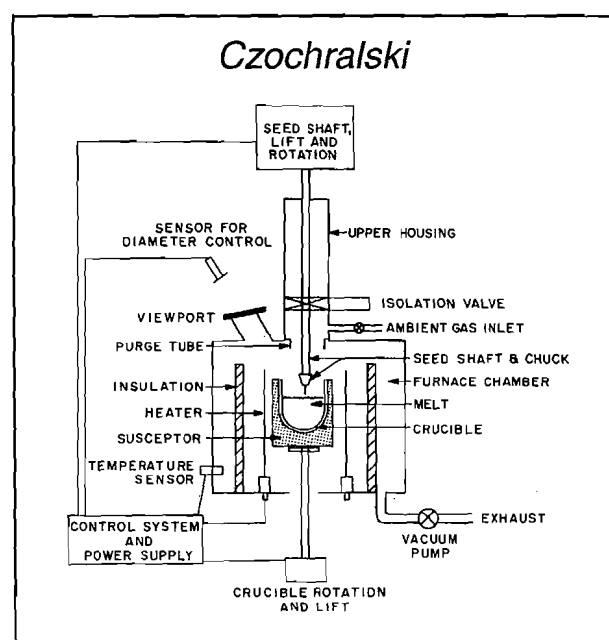 Czochralski
SEED SHAFT,
LIFT AND
ROTATION
SENSOR FOR
DIAMETER CONTROL
UPPER HOUSING
VIEWPORT
ISOLATION VALVE
AMBIENT GAS INLET
PURGE TUBE
SEED SHAFT & CHUCK
INSULATION
FURNACE CHAMBER
HEATER
MELT
SUSCEPTOR
CRUCIBLE
TEMPERATURE
SENSOR
CONTROL SYSTEM
AND
POWER SUPPLY
EXHAUST
VACUUM
PUMP
CRUCIBLE ROTATION
AND LIFT